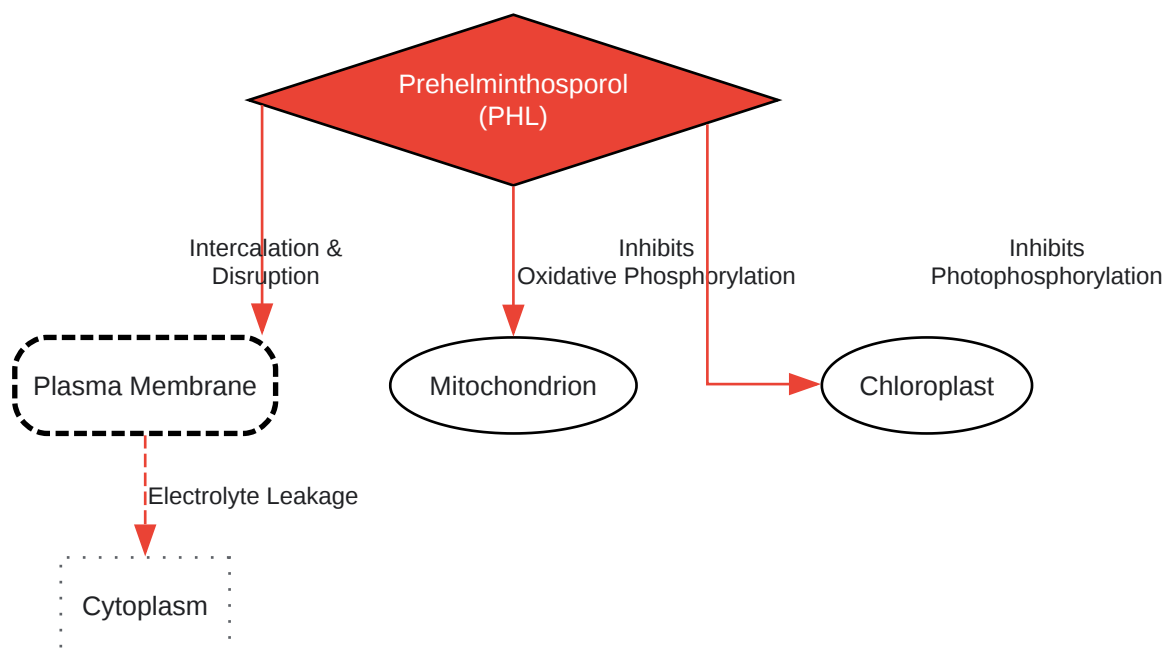 Prehelminthosporol
(PHL)
Intercalation &
Disruption
Inhibits
Oxidative Phosphorylation
Inhibits
Photophosphorylation
Plasma Membrane
Mitochondrion
Chloroplast
Electrolyte Leakage
Cytoplasm